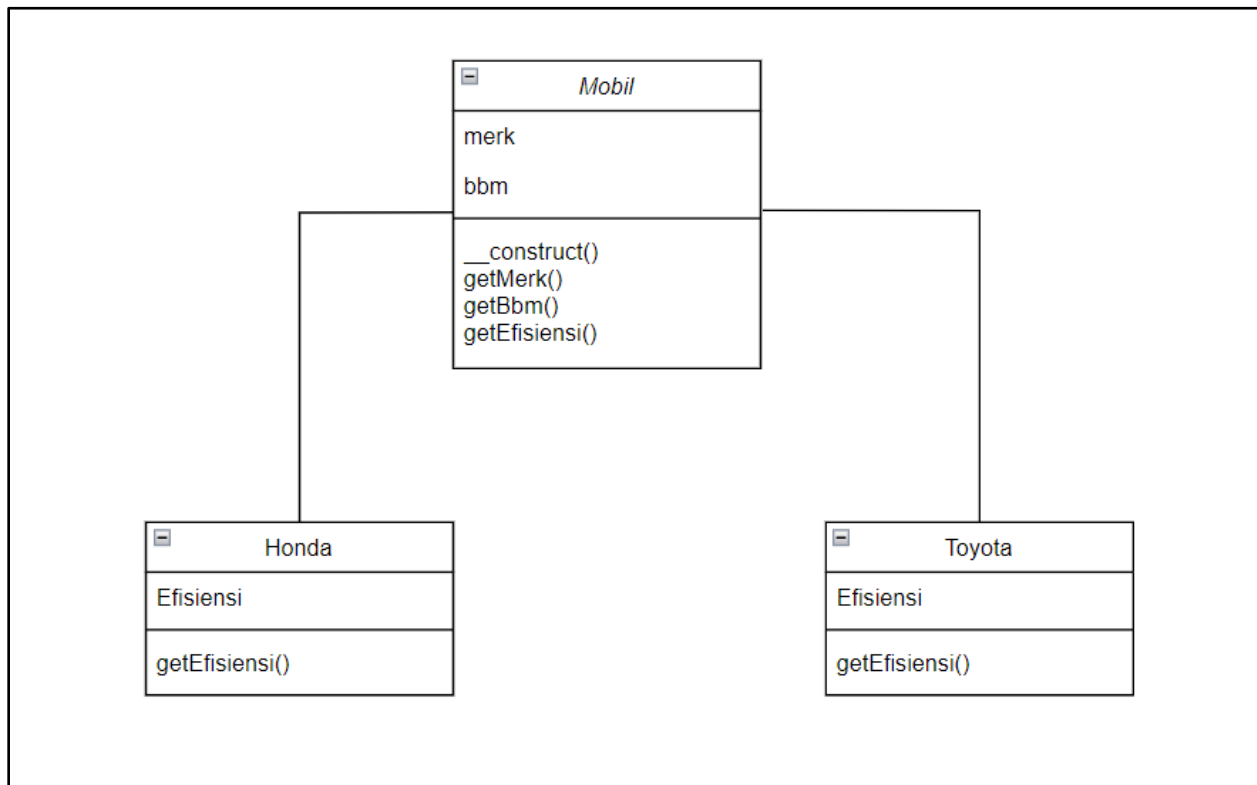 Mobil
merk
bbm
__construct()
getMerk()
getBbm()
getEfisiensi()
Honda
Efisiensi
getEfisiensi()
Toyota
Efisiensi
getEfisiensi()